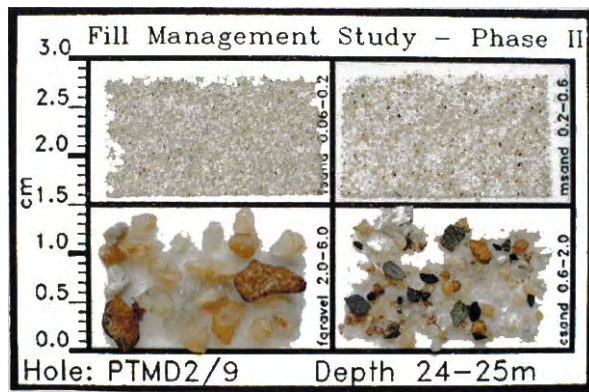 Fill Management Study - Phase II
3.0
2.5
2.0
1.5
1.0
0.5
0.0
cm
fsand 0.06-0.2
msand 0.2-0.6
fgravel 2.0-6.0
csand 0.6-2.0
Hole: PTMD2/9 Depth 24-25m